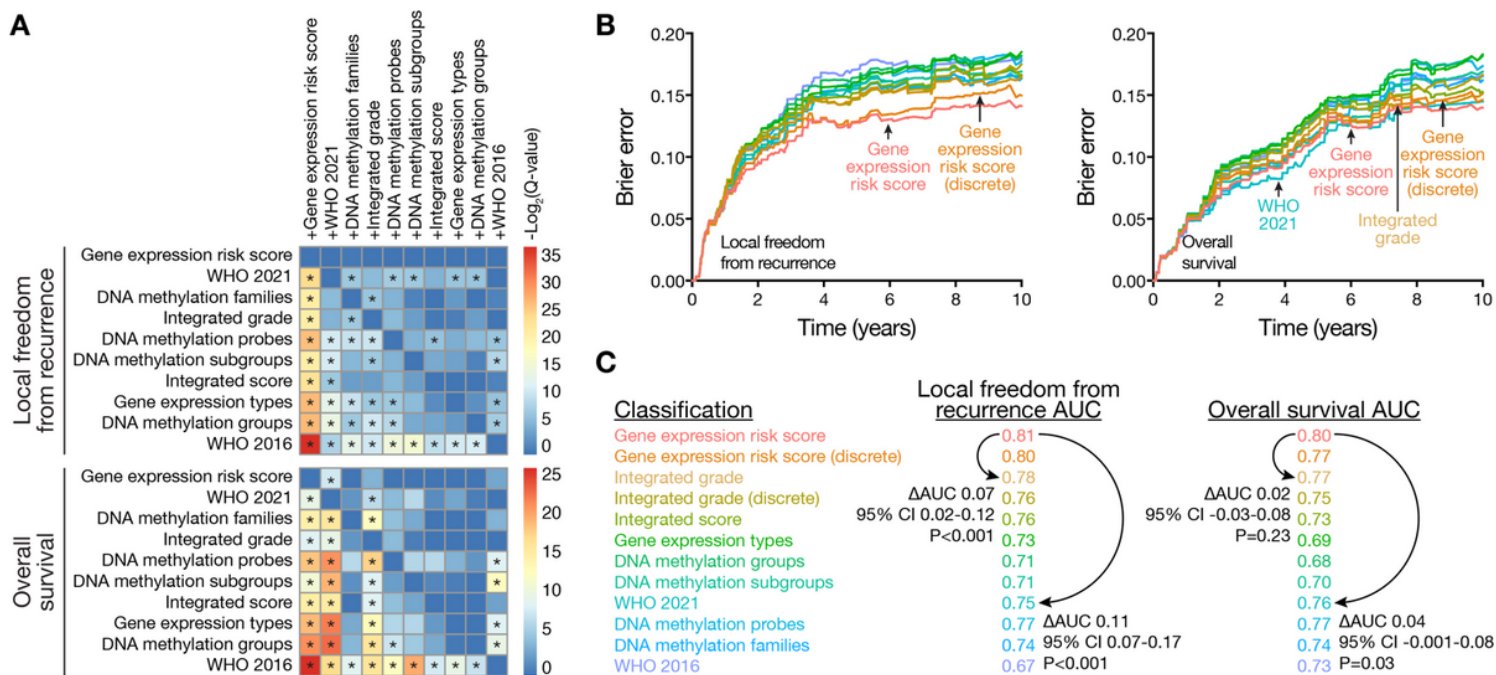 A
+Gene expression risk score
+WHO 2021
+DNA methylation families
+Integrated grade
+DNA methylation probes
+DNA methylation subgroups
+Integrated score
+Gene expression types
+DNA methylation groups
+WHO 2016
-Log2(Q-value)
Local freedom
from recurrence
Gene expression risk score
WHO 2021
DNA methylation families
Integrated grade
DNA methylation probes
DNA methylation subgroups
Integrated score
Gene expression types
DNA methylation groups
WHO 2016
35
30
25
20
15
10
5
0
Overall
survival
Gene expression risk score
WHO 2021
DNA methylation families
Integrated grade
DNA methylation probes
DNA methylation subgroups
Integrated score
Gene expression types
DNA methylation groups
WHO 2016
25
20
15
10
5
0
B
Brier error
0.20
0.15
0.10
0.05
0.00
Gene
expression
risk score
Gene
expression
risk score
(discrete)
Local freedom
from recurrence
0 2 4 6 8 10
Time (years)
Brier error
0.20
0.15
0.10
0.05
0.00
WHO
2021
Gene
expression
risk score
Integrated
grade
Gene
expression
risk score
(discrete)
Overall
survival
0 2 4 6 8 10
Time (years)
C
Classification
Local freedom from
recurrence AUC
Overall survival AUC
Gene expression risk score 0.81 0.80
Gene expression risk score (discrete) 0.80 0.77
Integrated grade 0.78 0.77
Integrated grade (discrete) 0.76 0.75
Integrated score 0.76 0.73
Gene expression types 0.73 0.69
DNA methylation groups 0.71 0.68
DNA methylation subgroups 0.71 0.70
WHO 2021 0.75 0.76
DNA methylation probes 0.77 0.77
DNA methylation families 0.74 0.74
WHO 2016 0.67 0.73
ΔAUC 0.07
95% CI 0.02-0.12
P<0.001
ΔAUC 0.11
95% CI 0.07-0.17
P<0.001
ΔAUC 0.02
95% CI -0.03-0.08
P=0.23
ΔAUC 0.04
95% CI -0.001-0.08
P=0.03